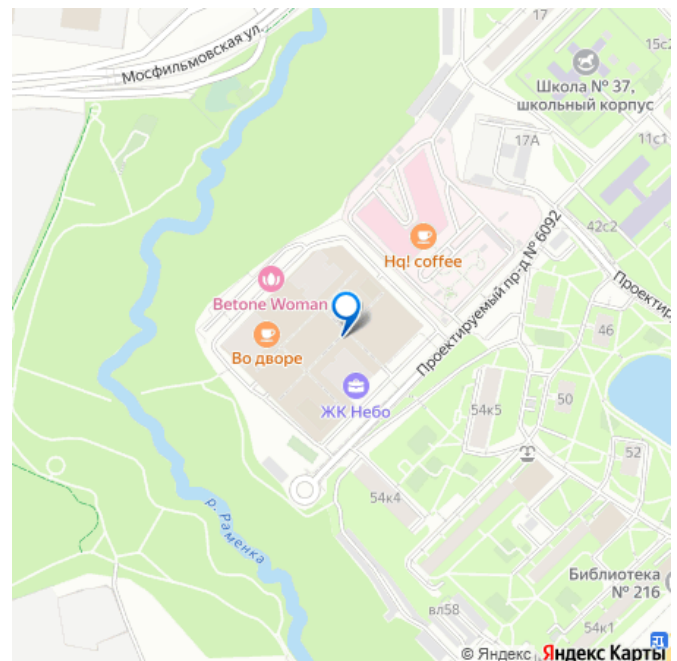 17
15с2
Мосфильмовская ул.
Школа № 37,
школьный корпус
17А
11с1
42с2
Hq! coffee
Проектируемый пр-д № 6092
Проектиру
Betone Woman
Во дворе
46
ЖК Небо
50
54к5
52
54к4
р. Раменка
Библиотека
№ 216
вл58
54к1
© Яндекс Яндекс Карты